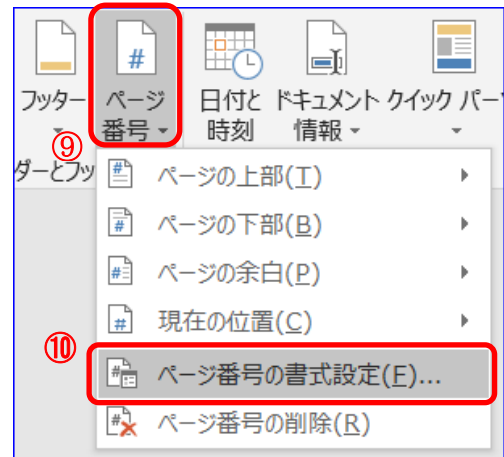 フッター ページ 日付と ドキュメント クイック パー
番号 時刻 情報
⑨
ダーとフッ
ページの上部(T)
ページの下部(B)
ページの余白(P)
現在の位置(C)
⑩
ページ番号の書式設定(F)...
ページ番号の削除(R)